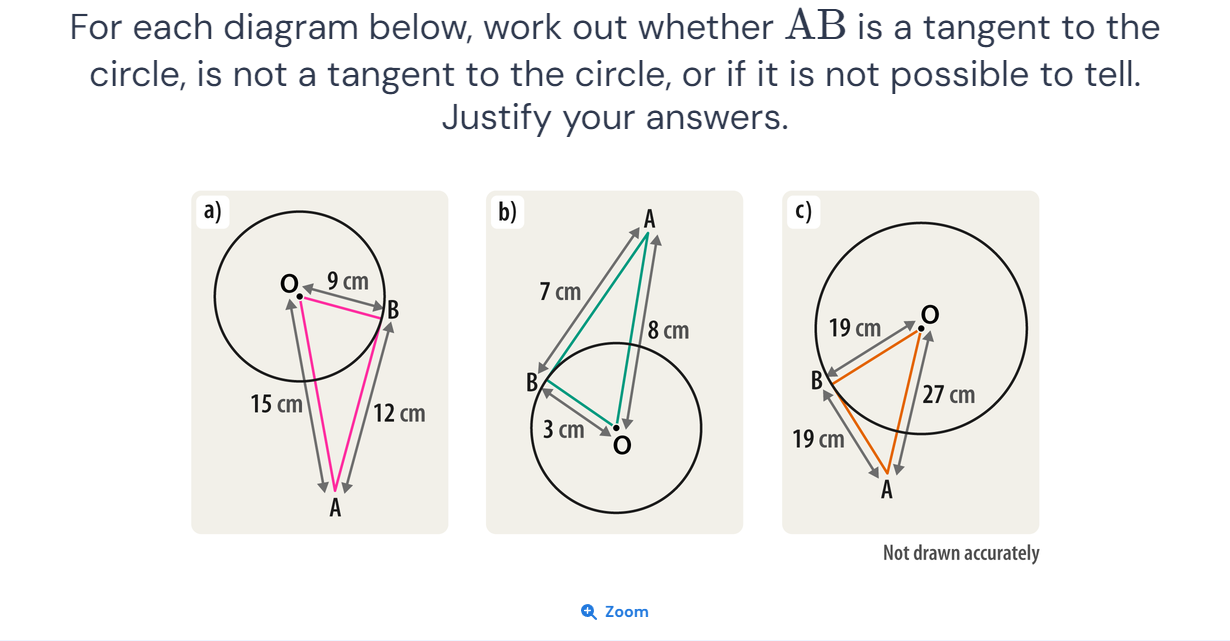 For each diagram below, work out whether AB is a tangent to the
circle, is not a tangent to the circle, or if it is not possible to tell.
Justify your answers.
a)
O
9 cm
B
15 cm
12 cm
A
b)
A
7 cm
8 cm
B
3 cm
O
c)
O
19 cm
B
27 cm
19 cm
A
Not drawn accurately
Zoom